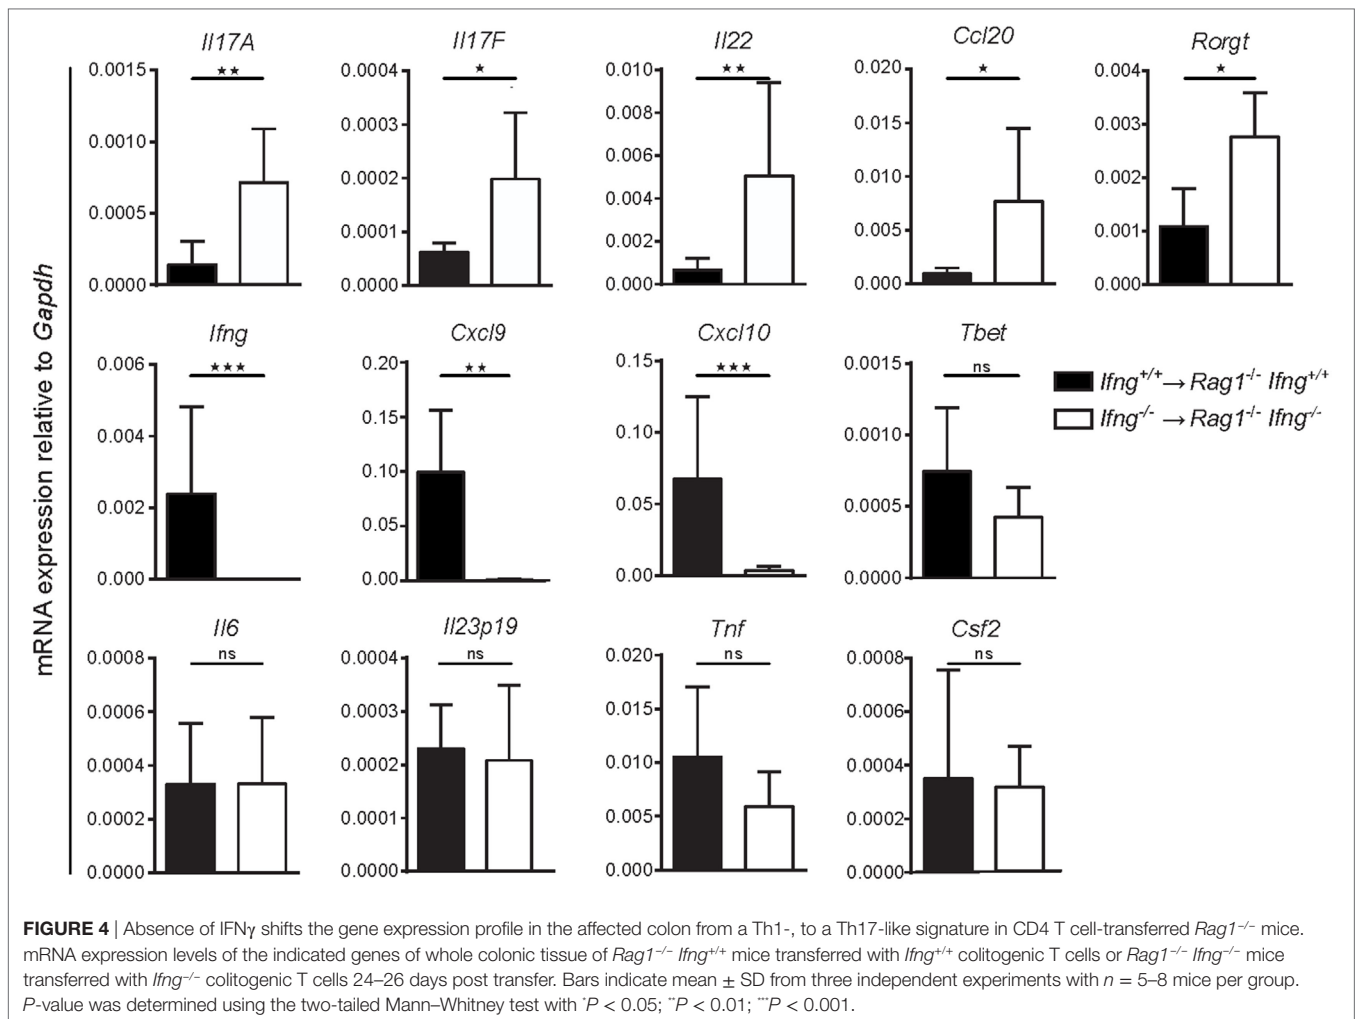 Il17A Il17F Il22 Ccl20 Rorgt
0.0015 0.0004 0.010 0.020 0.004
★★ ★ ★★ ★ ★
0.0010 0.0003 0.008 0.015 0.003
0.0005 0.0002 0.006 0.010 0.002
0.0000 0.0001 0.004 0.005 0.001
0.0000 0.002 0.000 0.000
0.000
mRNA expression relative to Gapdh
Ifng Cxcl9 Cxcl10 Tbet
0.006 0.20 0.15 0.0015
★★★ ★★ ★★★ ns
0.004 0.15 0.10 0.0010
0.002 0.10 0.05 0.0005
0.000 0.05 0.00 0.0000
0.00
Ifng+/+→ Rag1-/- Ifng+/+
Ifng-/- → Rag1-/- Ifng-/-
Il6 Il23p19 Tnf Csf2
0.0008 0.0004 0.020 0.0008
ns ns ns ns
0.0006 0.0003 0.015 0.0006
0.0004 0.0002 0.010 0.0004
0.0002 0.0001 0.005 0.0002
0.0000 0.0000 0.000 0.0000
FIGURE 4 | Absence of IFNγ shifts the gene expression profile in the affected colon from a Th1-, to a Th17-like signature in CD4 T cell-transferred Rag1−/− mice.
mRNA expression levels of the indicated genes of whole colonic tissue of Rag1−/− Ifng+/+ mice transferred with Ifng+/+ colitogenic T cells or Rag1−/− Ifng−/− mice
transferred with Ifng−/− colitogenic T cells 24–26 days post transfer. Bars indicate mean ± SD from three independent experiments with n = 5–8 mice per group.
P-value was determined using the two-tailed Mann–Whitney test with *P < 0.05; **P < 0.01; ***P < 0.001.